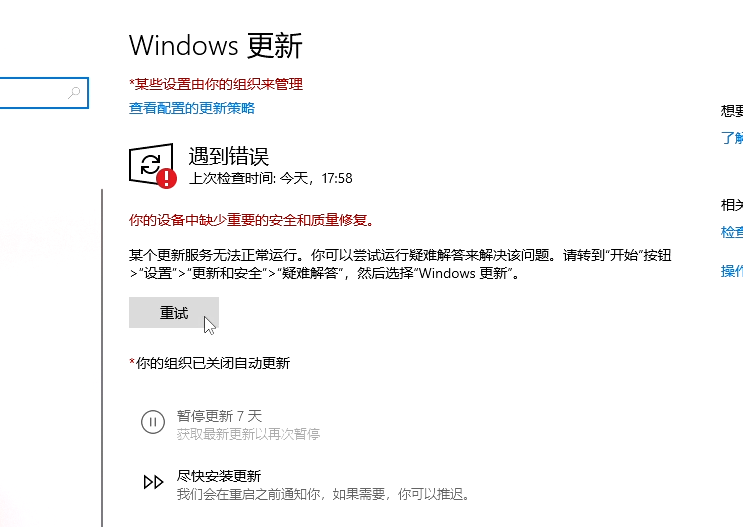 Windows 更新
*某些设置由你的组织来管理
查看配置的更新策略
遇到错误
上次检查时间: 今天，17:58
你的设备中缺少重要的安全和质量修复。
某个更新服务无法正常运行。你可以尝试运行疑难解答来解决该问题。请转到"开始"按钮
>"设置">"更新和安全">"疑难解答"，然后选择"Windows 更新"。
重试
*你的组织已关闭自动更新
暂停更新 7 天
获取最新更新以再次暂停
尽快安装更新
我们会在重启之前通知你，如果需要，你可以推迟。
想要
了解
相关
检查
操作